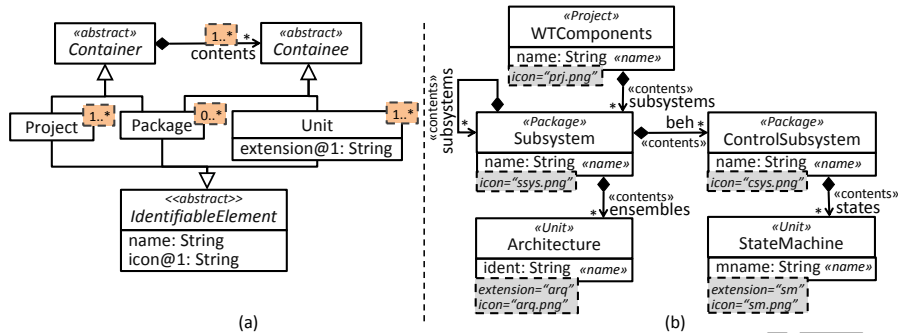 «abstract»
Container
1..*
*
contents
«abstract»
Containee
Project
1..*
Package
0..*
Unit
1..*
extension@1: String
<<abstract>>
IdentifiableElement
name: String
icon@1: String
(a)
«Project»
WTComponents
name: String «name»
icon="prj.png"
«contents»
* subsystems
«contents»
subsystems
*
«Package»
Subsystem
name: String «name»
icon="ssys.png"
beh
*
«contents»
«Package»
ControlSubsystem
name: String «name»
icon="csys.png"
«contents»
* ensembles
«contents»
* states
«Unit»
Architecture
ident: String «name»
extension="arq"
icon="arq.png"
«Unit»
StateMachine
mname: String «name»
extension="sm"
icon="sm.png"
(b)